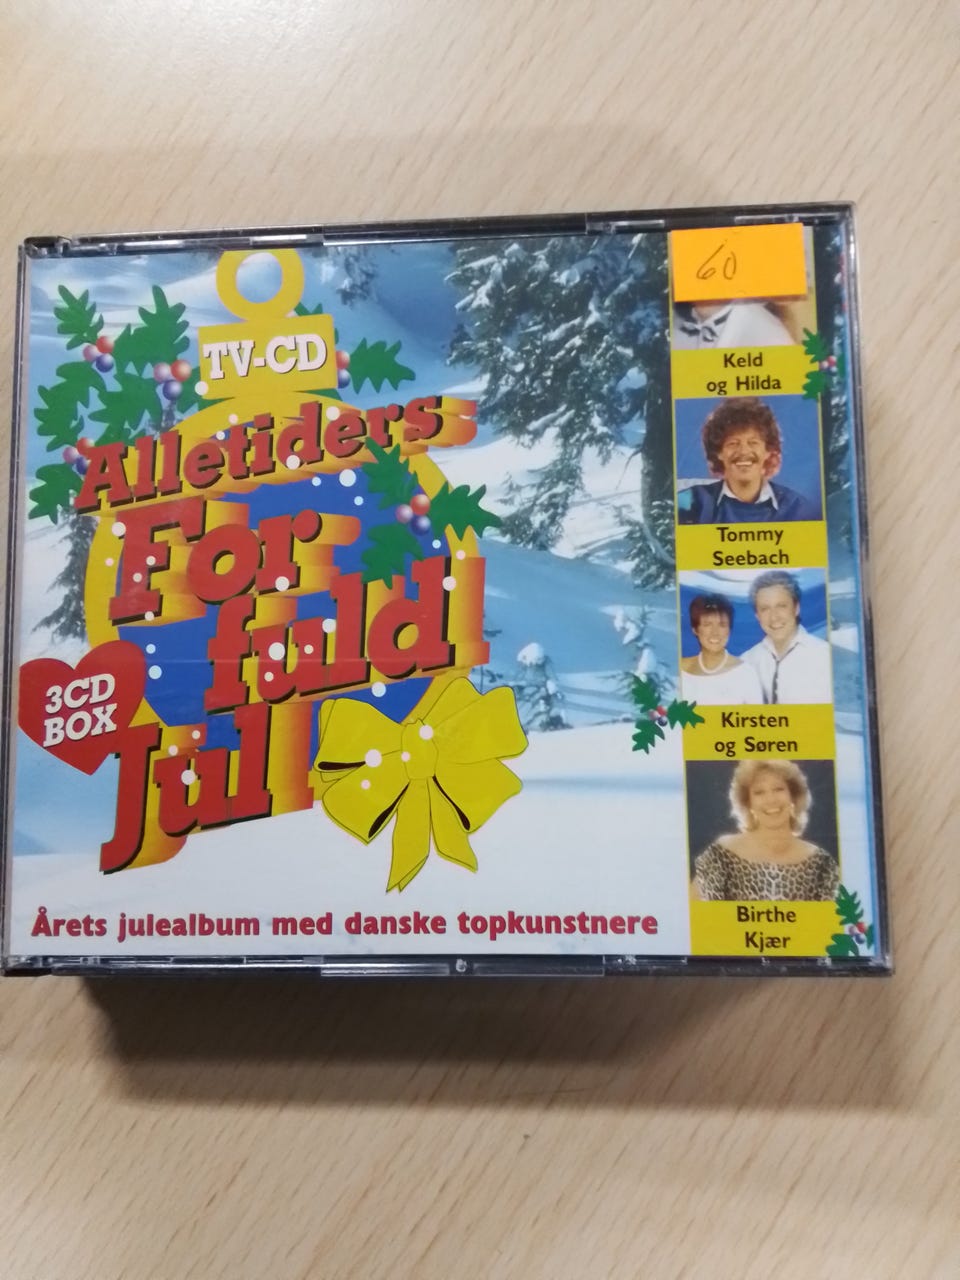 60
TV-CD
Alletiders
For
fuld
Jul
3CD
BOX
Årets julealbum med danske topkunstnere
Keld
og Hilda
Tommy
Seebach
Kirsten
og Søren
Birthe
Kjær